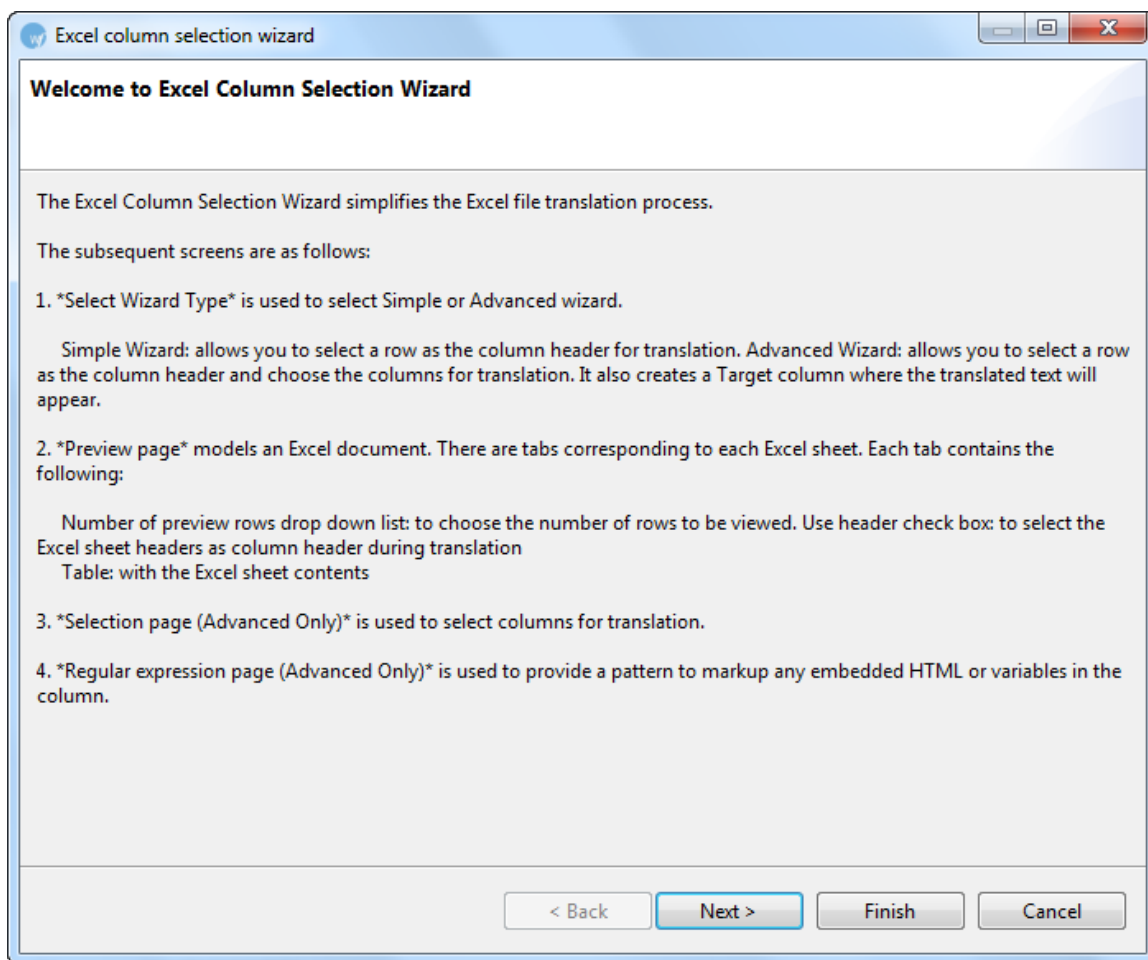 Excel column selection wizard
Welcome to Excel Column Selection Wizard
The Excel Column Selection Wizard simplifies the Excel file translation process.
The subsequent screens are as follows:
1. *Select Wizard Type* is used to select Simple or Advanced wizard.
Simple Wizard: allows you to select a row as the column header for translation. Advanced Wizard: allows you to select a row
as the column header and choose the columns for translation. It also creates a Target column where the translated text will
appear.
2. *Preview page* models an Excel document. There are tabs corresponding to each Excel sheet. Each tab contains the
following:
Number of preview rows drop down list: to choose the number of rows to be viewed. Use header check box: to select the
Excel sheet headers as column header during translation
Table: with the Excel sheet contents
3. *Selection page (Advanced Only)* is used to select columns for translation.
4. *Regular expression page (Advanced Only)* is used to provide a pattern to markup any embedded HTML or variables in the
column.
< Back Next > Finish Cancel